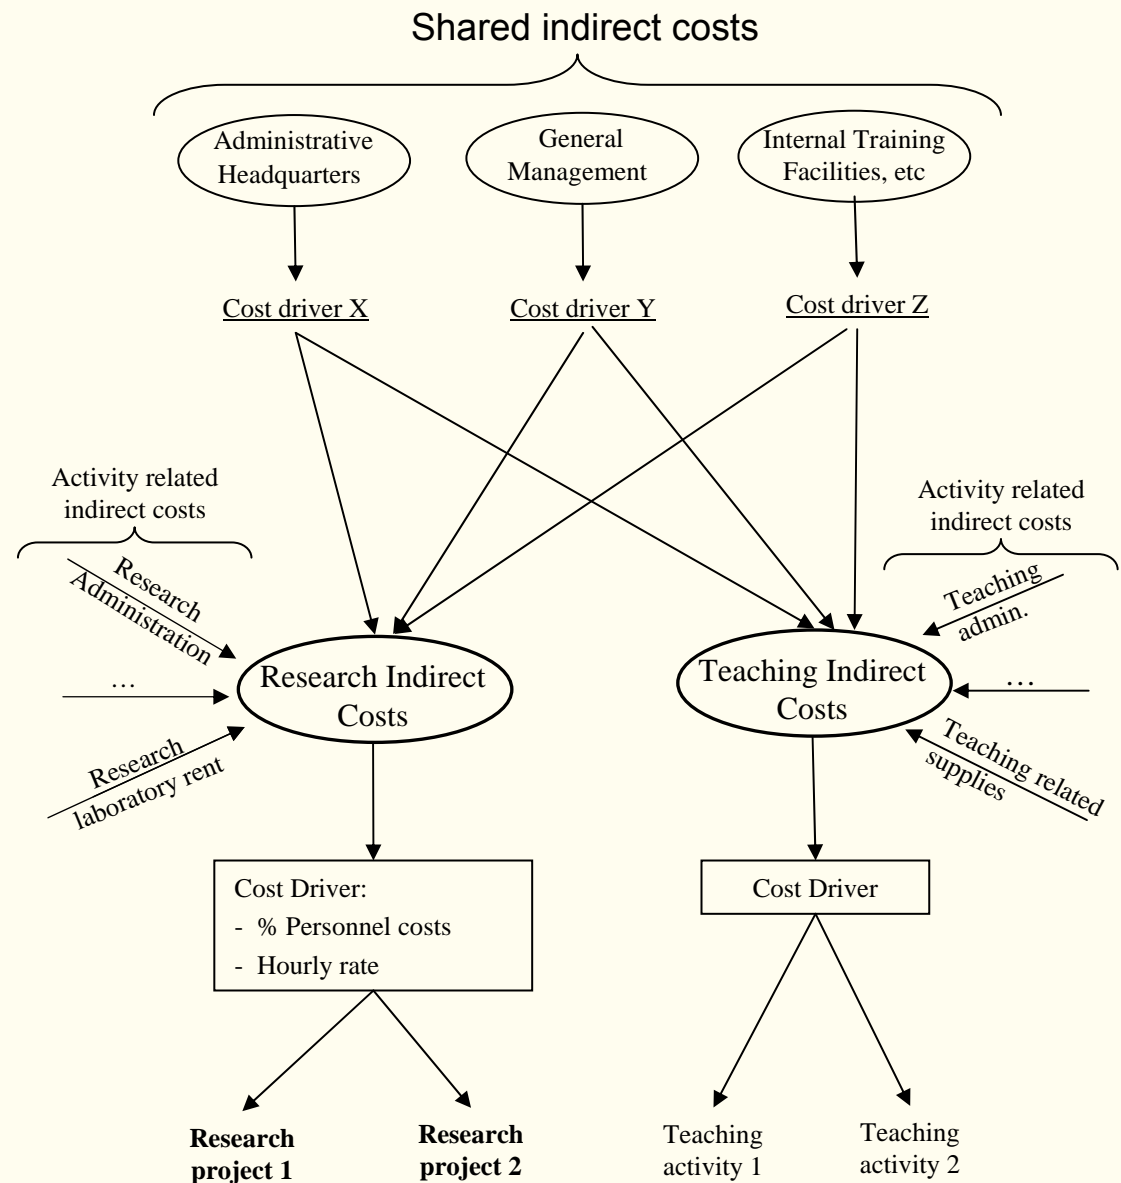 Shared indirect costs
Administrative
Headquarters
General
Management
Internal Training
Facilities, etc
Cost driver X
Cost driver Y
Cost driver Z
Activity related
indirect costs
Research
Administration
…
Research
laboratory rent
Research Indirect
Costs
Teaching Indirect
Costs
Activity related
indirect costs
Teaching
admin.
…
Teaching related
supplies
Cost Driver:
- % Personnel costs
- Hourly rate
Cost Driver
Research
project 1
Research
project 2
Teaching
activity 1
Teaching
activity 2